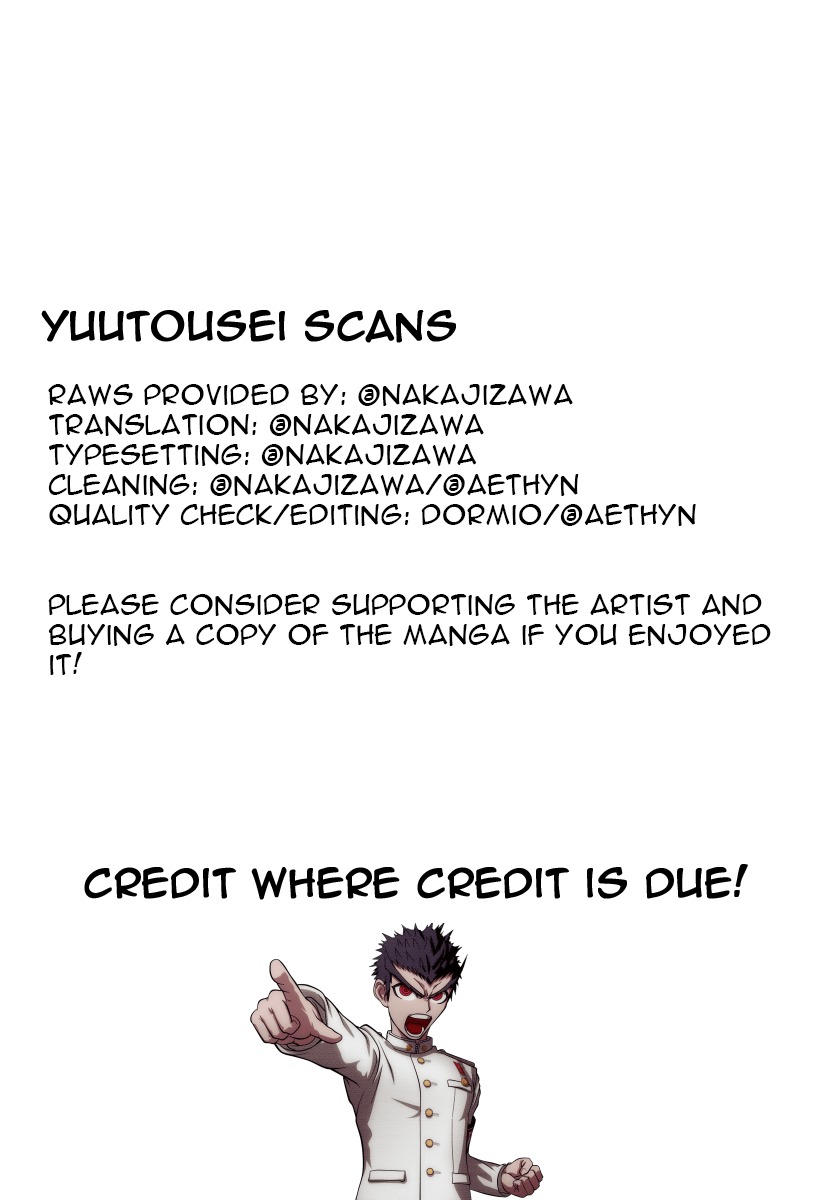 YUUTOUSEI SCANS
RAWS PROVIDED BY: @NAKAJIZAWA
TRANSLATION: @NAKAJIZAWA
TYPESETTING: @NAKAJIZAWA
CLEANING: @NAKAJIZAWA/@AETHYN
QUALITY CHECK/EDITING: DORMIO/@AETHYN
PLEASE CONSIDER SUPPORTING THE ARTIST AND
BUYING A COPY OF THE MANGA IF YOU ENJOYED
IT!
CREDIT WHERE CREDIT IS DUE!